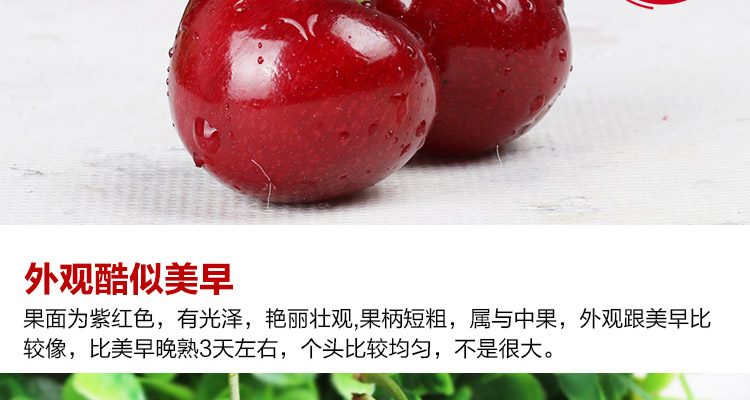 外观酷似美早
果面为紫红色，有光泽，艳丽壮观,果柄短粗，属与中果，外观跟美早比
较像，比美早晚熟3天左右，个头比较均匀，不是很大。